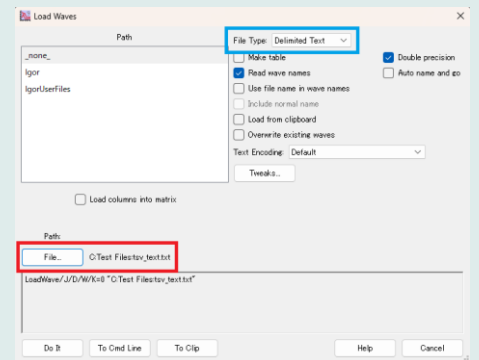 Load Waves
Path
_none_
Igor
IgorUserFiles
File Type: Delimited Text
Make table
Double precision
Read wave names
Auto name and go
Use file name in wave names
Include normal name
Load from clipboard
Overwrite existing waves
Text Encoding: Default
Tweaks...
Load columns into matrix
Path:
File... C:Test Files:tsv_text.txt
LoadWave/J/D/W/K=0 "C:Test Files:tsv_text.txt"
Do It To Cmd Line To Clip Help Cancel